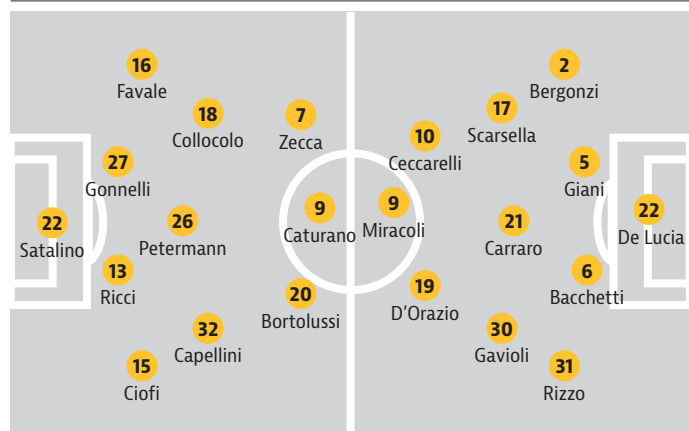 16
Favale
18
Collocolo
7
Zecca
27
Gonnelli
22
Satalino
26
Petermann
9
Caturano
13
Ricci
20
Bortolussi
32
Capellini
15
Ciofi
2
Bergonzi
17
Scarsella
10
Ceccarelli
5
Giani
9
Miracoli
21
Carraro
22
De Lucia
6
Bacchetti
19
D'Orazio
30
Gavioli
31
Rizzo